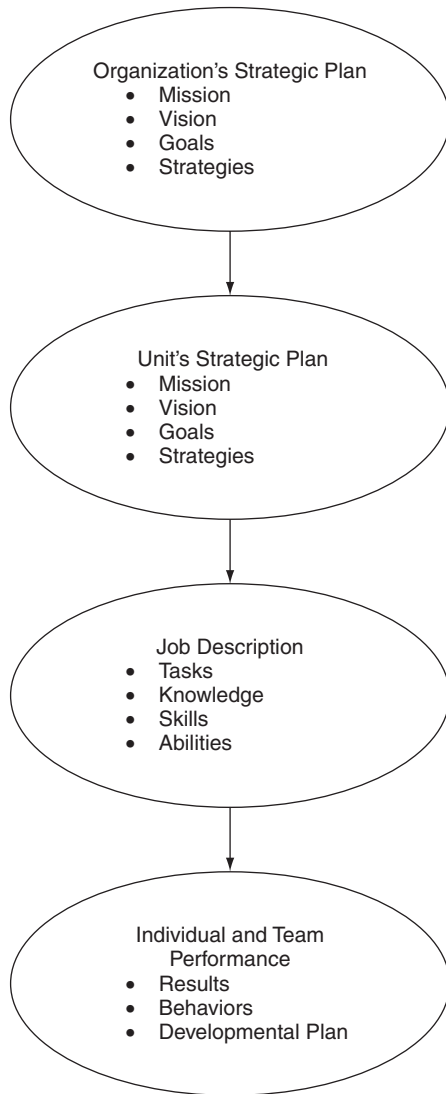 Organization’s Strategic Plan
• Mission
• Vision
• Goals
• Strategies
Unit’s Strategic Plan
• Mission
• Vision
• Goals
• Strategies
Job Description
• Tasks
• Knowledge
• Skills
• Abilities
Individual and Team
Performance
• Results
• Behaviors
• Developmental Plan